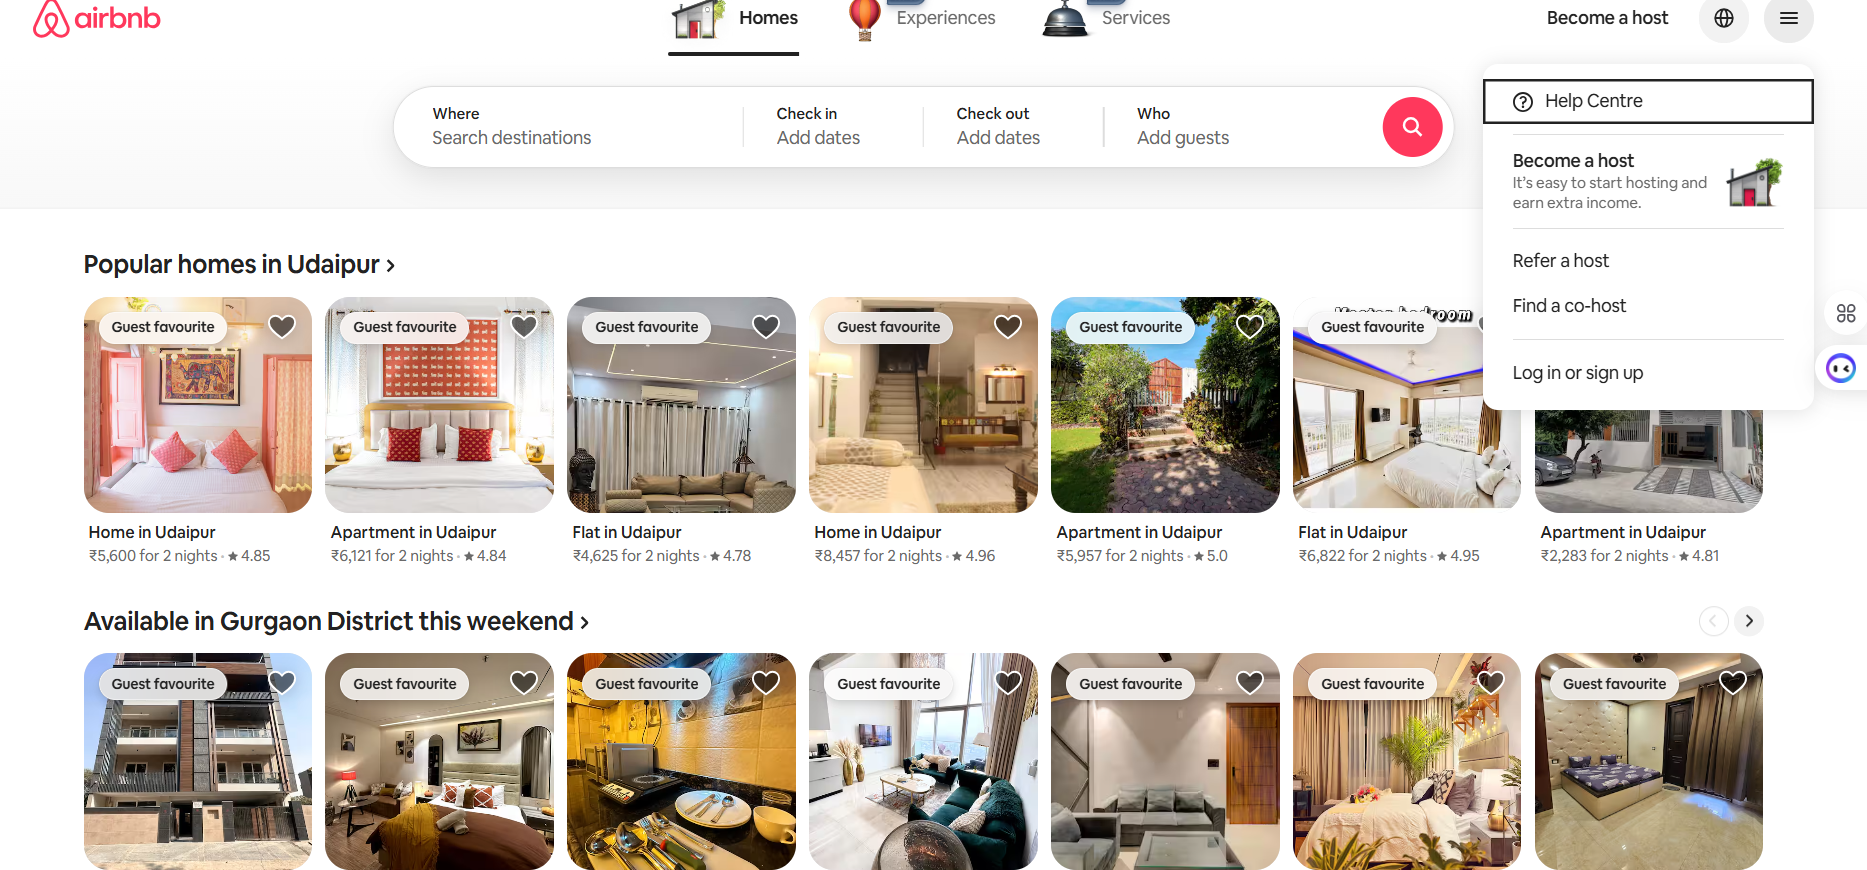 airbnb
Homes
Experiences
Services
Become a host
Where
Search destinations
Check in
Add dates
Check out
Add dates
Who
Add guests
Help Centre
Become a host
It's easy to start hosting and
earn extra income.
Refer a host
Find a co-host
Log in or sign up
Popular homes in Udaipur
Guest favourite
Guest favourite
Guest favourite
Guest favourite
Guest favourite
Guest favourite
Home in Udaipur
₹5,600 for 2 nights · ★ 4.85
Apartment in Udaipur
₹6,121 for 2 nights · ★ 4.84
Flat in Udaipur
₹4,625 for 2 nights · ★ 4.78
Home in Udaipur
₹8,457 for 2 nights · ★ 4.96
Apartment in Udaipur
₹5,957 for 2 nights · ★ 5.0
Flat in Udaipur
₹6,822 for 2 nights · ★ 4.95
Apartment in Udaipur
₹2,283 for 2 nights · ★ 4.81
Available in Gurgaon District this weekend
Guest favourite
Guest favourite
Guest favourite
Guest favourite
Guest favourite
Guest favourite
Guest favourite